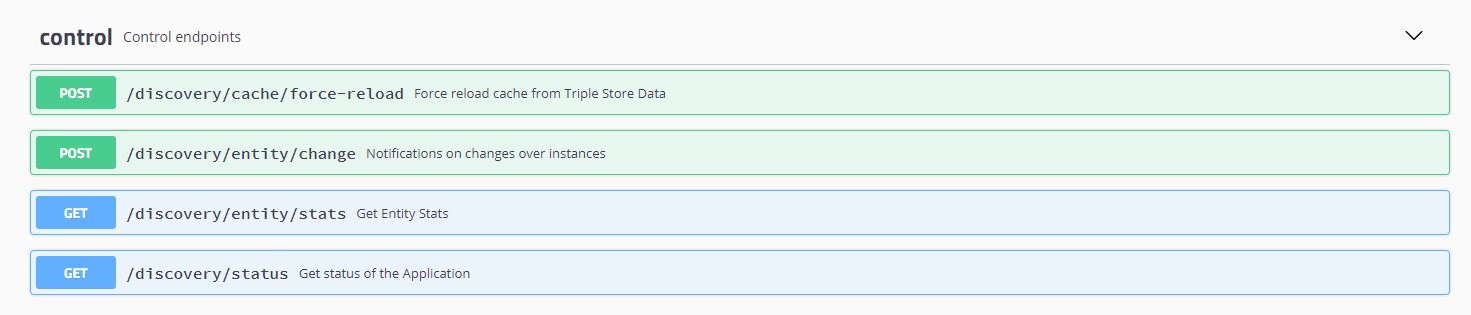 control Control endpoints
POST /discovery/cache/force-reload Force reload cache from Triple Store Data
POST /discovery/entity/change Notifications on changes over instances
GET /discovery/entity/stats Get Entity Stats
GET /discovery/status Get status of the Application